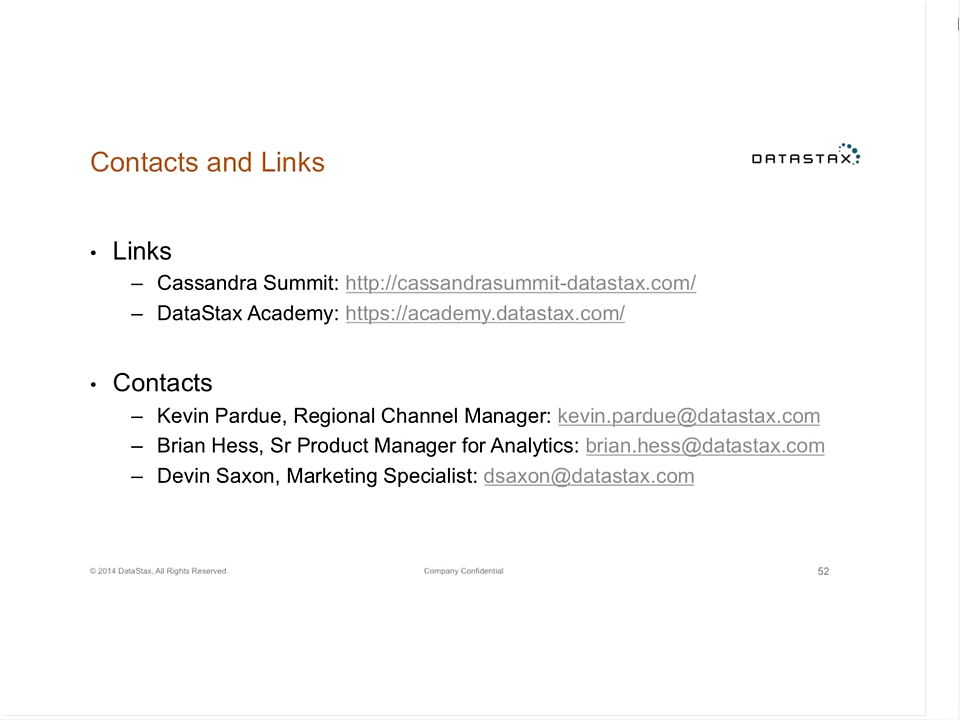 Contacts and Links
DATASTAX
• Links
– Cassandra Summit: http://cassandrasummit-datastax.com/
– DataStax Academy: https://academy.datastax.com/
• Contacts
– Kevin Pardue, Regional Channel Manager: kevin.pardue@datastax.com
– Brian Hess, Sr Product Manager for Analytics: brian.hess@datastax.com
– Devin Saxon, Marketing Specialist: dsaxon@datastax.com
© 2014 DataStax, All Rights Reserved.
Company Confidential
52